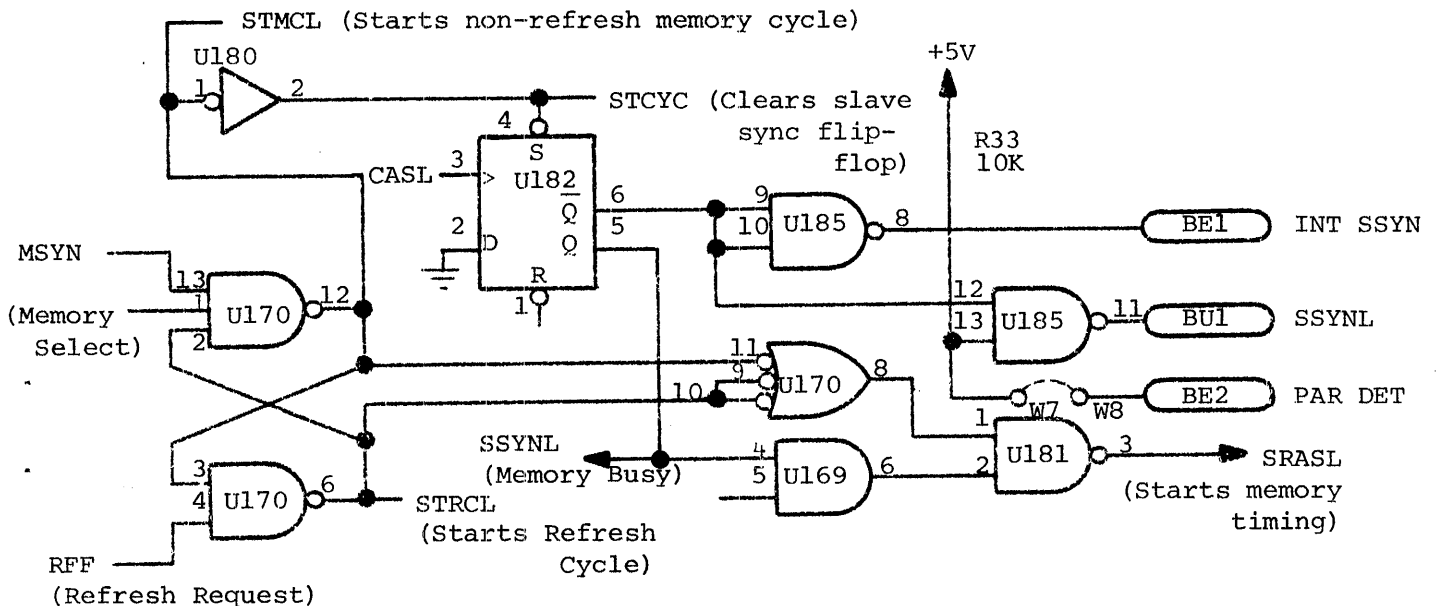 STMCL (Starts non-refresh memory cycle)
U180
1
2
+5V
STCYC (Clears slave
sync flip-
flop)
4
S
R33
10K
CASL
3
>
U182
Q
6
2
D
Q
5
R
1
9
10
U185
8
BE1
INT SSYN
MSYN
13
1
2
U170
12
(Memory
Select)
12
13
U185
11
BU1
SSYNL
11
9
10
U170
8
W7
W8
BE2
PAR DET
SSYNL
(Memory Busy)
4
5
U169
6
1
2
U181
3
SRASL
(Starts memory
timing)
3
4
U170
6
STRCL
(Starts Refresh
Cycle)
RFF
(Refresh Request)